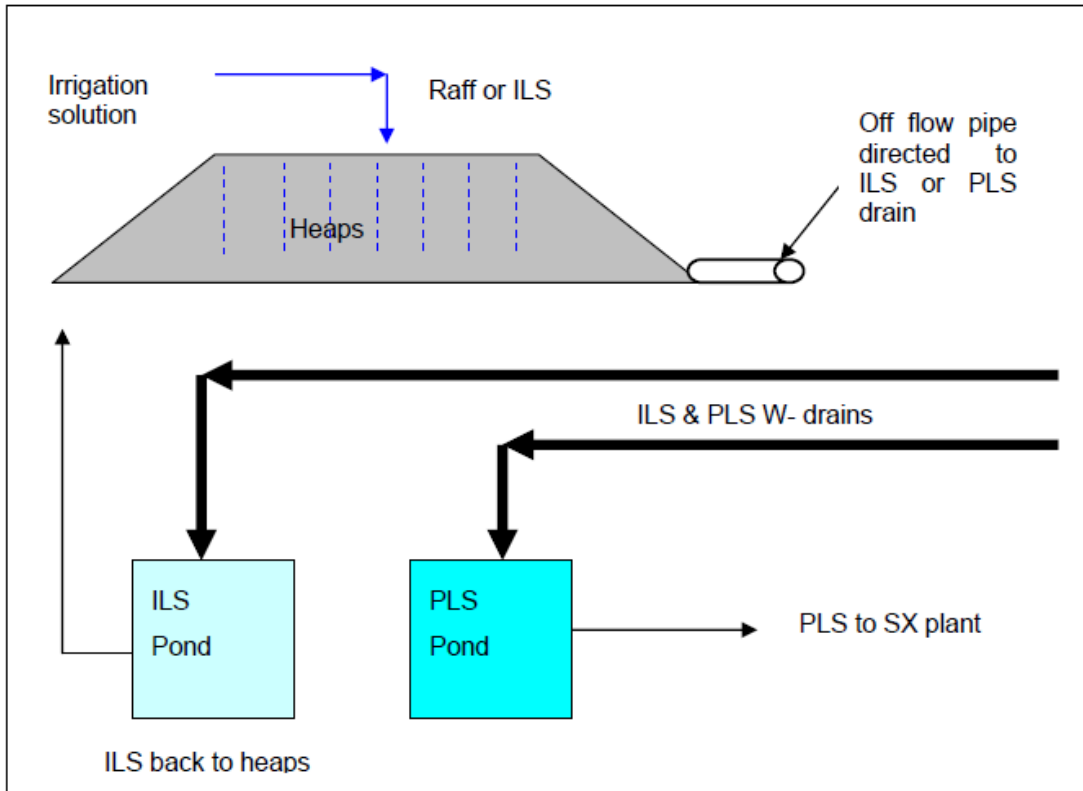 Irrigation
solution
Raff or ILS
Off flow pipe
directed to
ILS or PLS
drain
Heaps
ILS & PLS W- drains
ILS
Pond
PLS
Pond
PLS to SX plant
ILS back to heaps